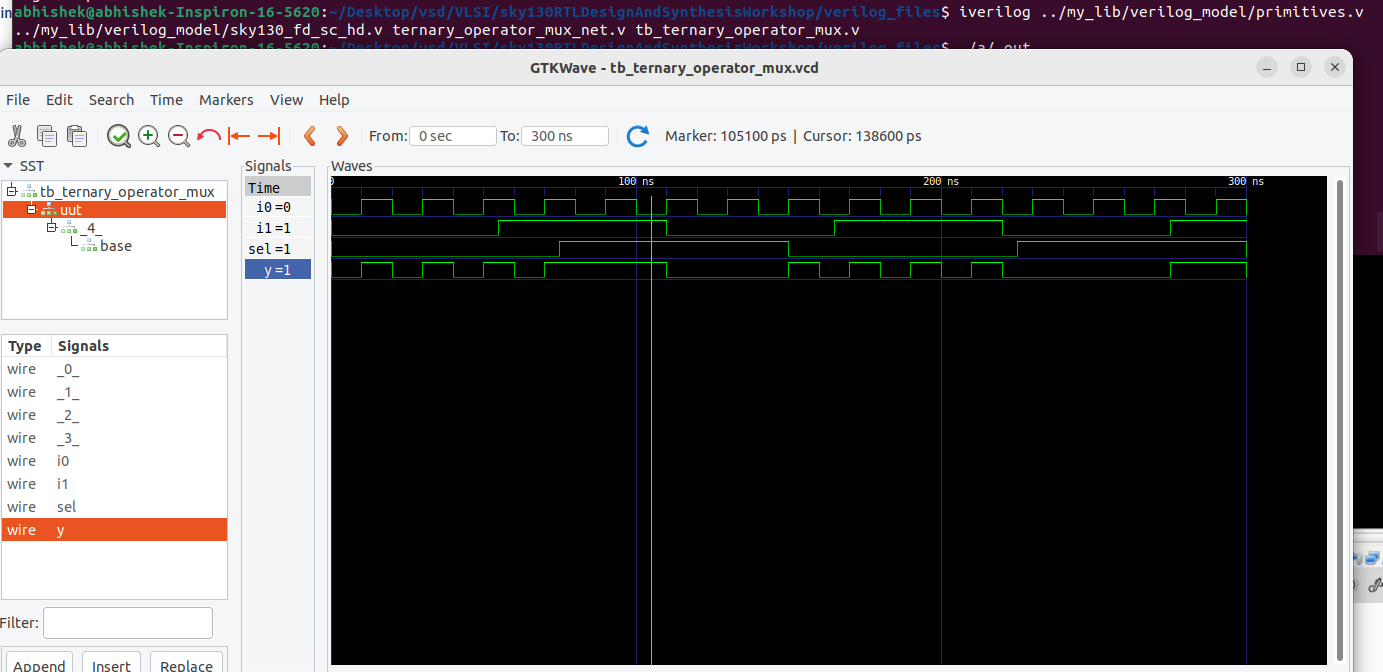 in abhishek@abhishek-Inspiron-16-5620:~/Desktop/vsd/VLSI/sky130RTLDesignAndSynthesisWorkshop/verilog_files$ iverilog ../my_lib/verilog_model/primitives.v
../my_lib/verilog_model/sky130_fd_sc_hd.v ternary_operator_mux_net.v tb_ternary_operator_mux.v
abhishek@abhishek-Inspiron-16-5620:~/Desktop/vsd/VLSI/sky130RTLDesignAndSynthesisWorkshop/verilog_files$ ./a/.out
GTKWave - tb_ternary_operator_mux.vcd
File Edit Search Time Markers View Help
From: 0 sec To: 300 ns Marker: 105100 ps | Cursor: 138600 ps
SST
tb_ternary_operator_mux
uut
_4_
base
Type Signals
wire _0_
wire _1_
wire _2_
wire _3_
wire i0
wire i1
wire sel
wire y
Filter:
Append Insert Replace
Signals
Time
i0=0
i1=1
sel=1
y=1
Waves
0 100 ns 200 ns 300 ns